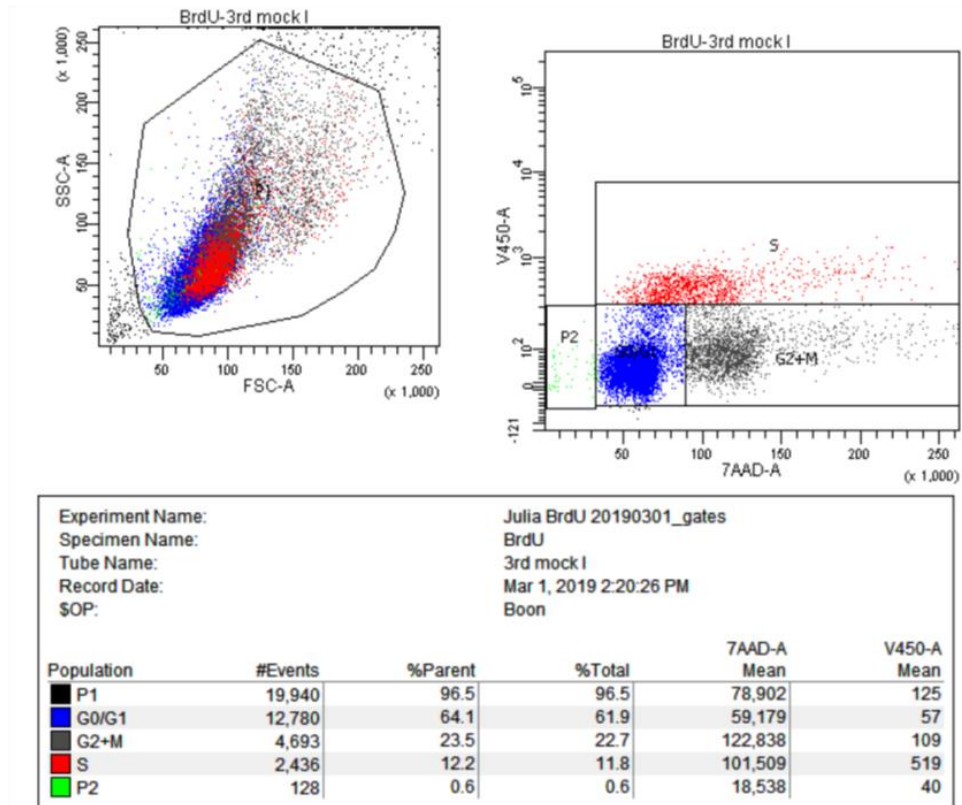 BrdU-3rd mock I
(x 1,000)
250
200
150
100
50
SSC-A
P1
50 100 150 200 250
FSC-A
(x 1,000)
BrdU-3rd mock I
10^5
10^4
10^3
10^2
0
-121
V450-A
S
P2
G2+M
50 100 150 200 250
7AAD-A
(x 1,000)
Experiment Name: Julia BrdU 20190301_gates
Specimen Name: BrdU
Tube Name: 3rd mock I
Record Date: Mar 1, 2019 2:20:26 PM
$OP: Boon
7AAD-A V450-A
Population #Events %Parent %Total Mean Mean
P1 19,940 96.5 96.5 78,902 125
G0/G1 12,780 64.1 61.9 59,179 57
G2+M 4,693 23.5 22.7 122,838 109
S 2,436 12.2 11.8 101,509 519
P2 128 0.6 0.6 18,538 40